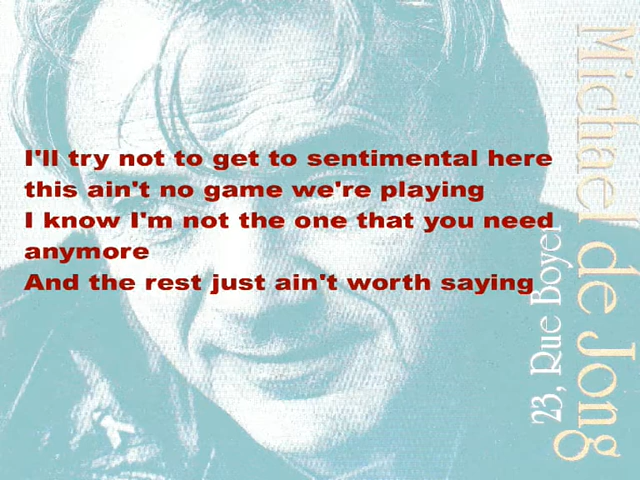 I'll try not to get to sentimental here
this ain't no game we're playing
I know I'm not the one that you need
anymore
And the rest just ain't worth saying
Michael de Jong
23, Rue Boyer